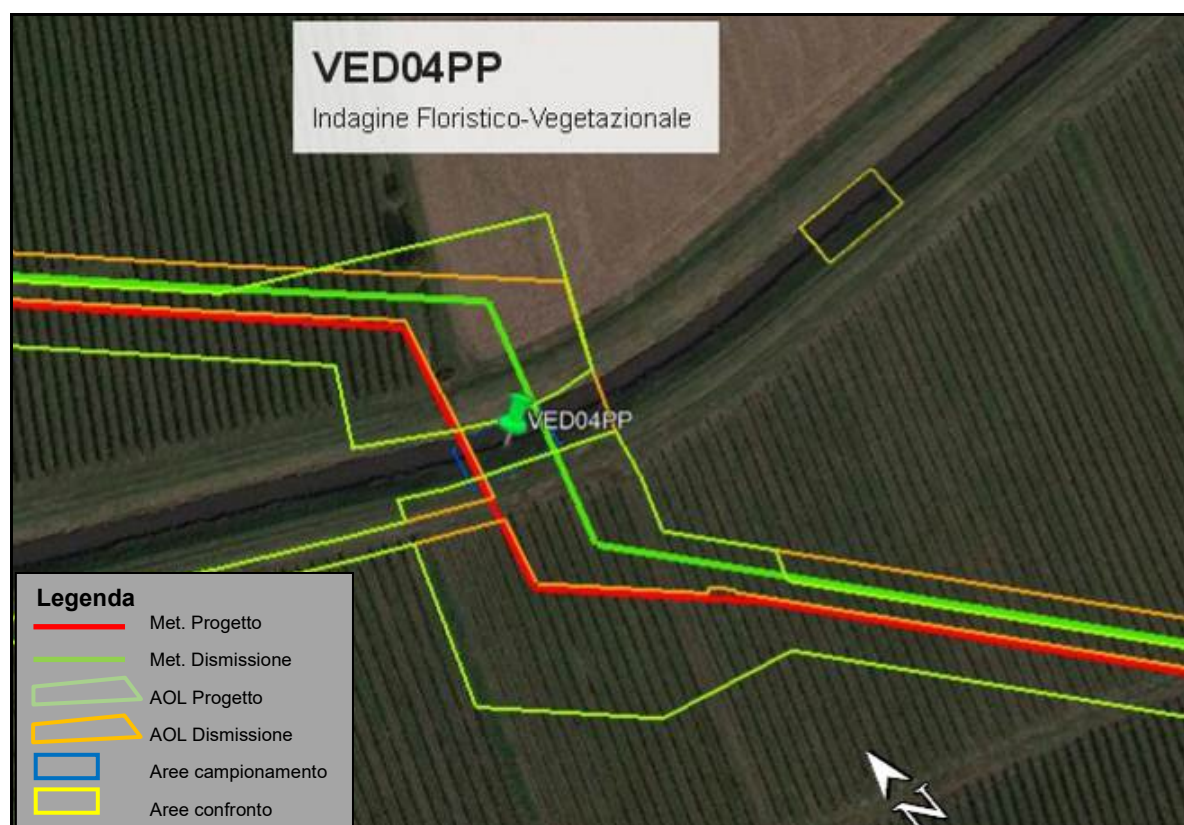 VED04PP
Indagine Floristico-Vegetazionale
VED04PP
Legenda
Met. Progetto
Met. Dismissione
AOL Progetto
AOL Dismissione
Aree campionamento
Aree confronto
N